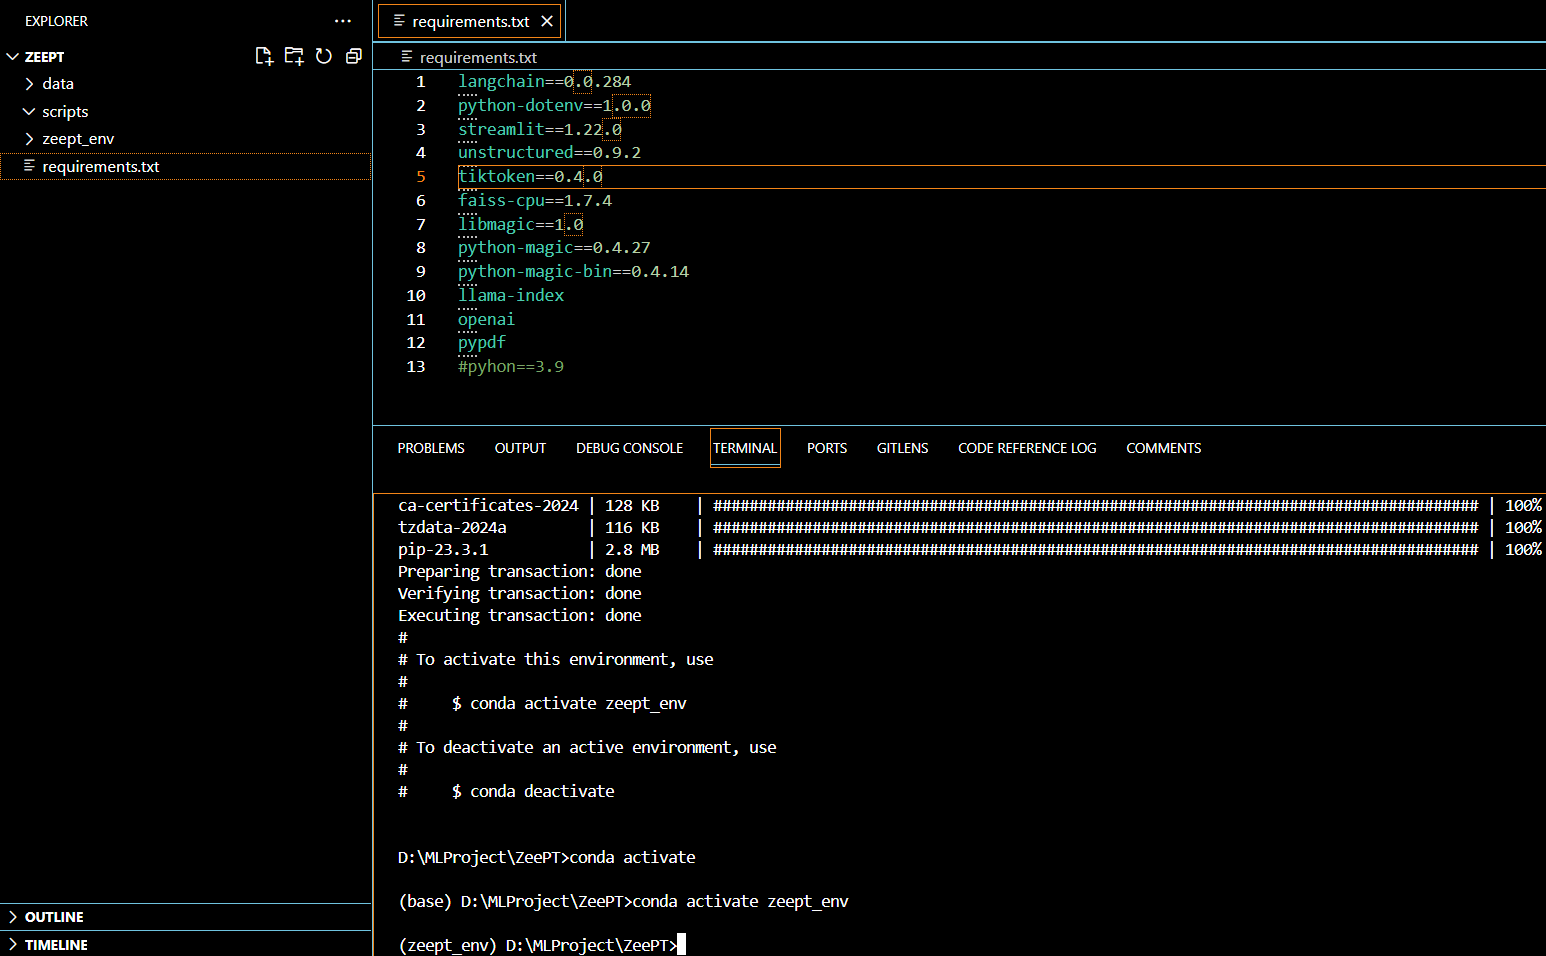 EXPLORER
ZEEPT
data
scripts
zeept_env
requirements.txt
OUTLINE
TIMELINE
requirements.txt
requirements.txt
1 langchain==0.0.284
2 python-dotenv==1.0.0
3 streamlit==1.22.0
4 unstructured==0.9.2
5 tiktoken==0.4.0
6 faiss-cpu==1.7.4
7 libmagic==1.0
8 python-magic==0.4.27
9 python-magic-bin==0.4.14
10 llama-index
11 openai
12 pypdf
13 #pyhon==3.9
PROBLEMS OUTPUT DEBUG CONSOLE TERMINAL PORTS GITLENS CODE REFERENCE LOG COMMENTS
ca-certificates-2024 | 128 KB | ##################################################################################### | 100%
tzdata-2024a | 116 KB | ##################################################################################### | 100%
pip-23.3.1 | 2.8 MB | ##################################################################################### | 100%
Preparing transaction: done
Verifying transaction: done
Executing transaction: done
#
# To activate this environment, use
#
# $ conda activate zeept_env
#
# To deactivate an active environment, use
#
# $ conda deactivate
D:\MLProject\ZeePT>conda activate
(base) D:\MLProject\ZeePT>conda activate zeept_env
(zeept_env) D:\MLProject\ZeePT>